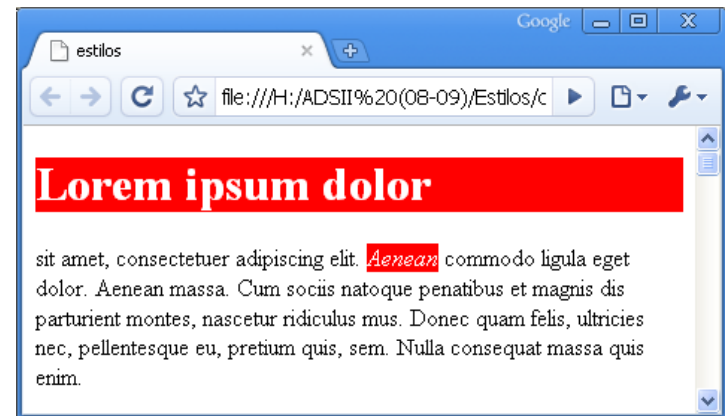 Google
estilos
file:///H:/ADSII%20(08-09)/Estilos/c
Lorem ipsum dolor
sit amet, consectetuer adipiscing elit. Aenean commodo ligula eget
dolor. Aenean massa. Cum sociis natoque penatibus et magnis dis
parturient montes, nascetur ridiculus mus. Donec quam felis, ultricies
nec, pellentesque eu, pretium quis, sem. Nulla consequat massa quis
enim.